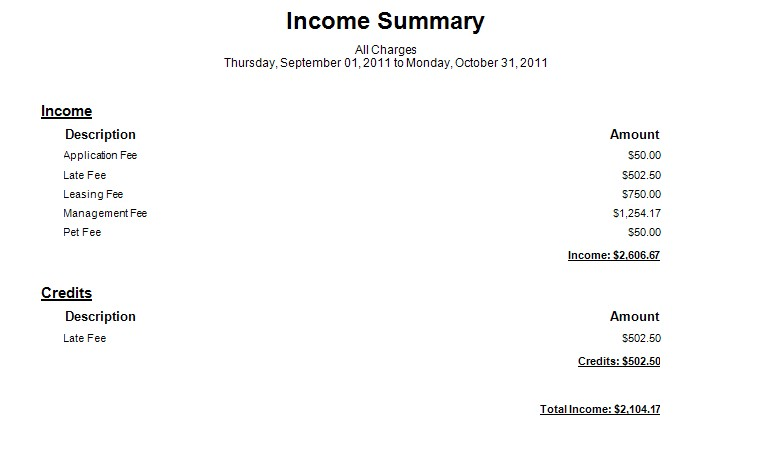 Income Summary
All Charges
Thursday, September 01, 2011 to Monday, October 31, 2011
Income
Description Amount
Application Fee $50.00
Late Fee $502.50
Leasing Fee $750.00
Management Fee $1,254.17
Pet Fee $50.00
Income: $2,606.67
Credits
Description Amount
Late Fee $502.50
Credits: $502.50
Total Income: $2,104.17